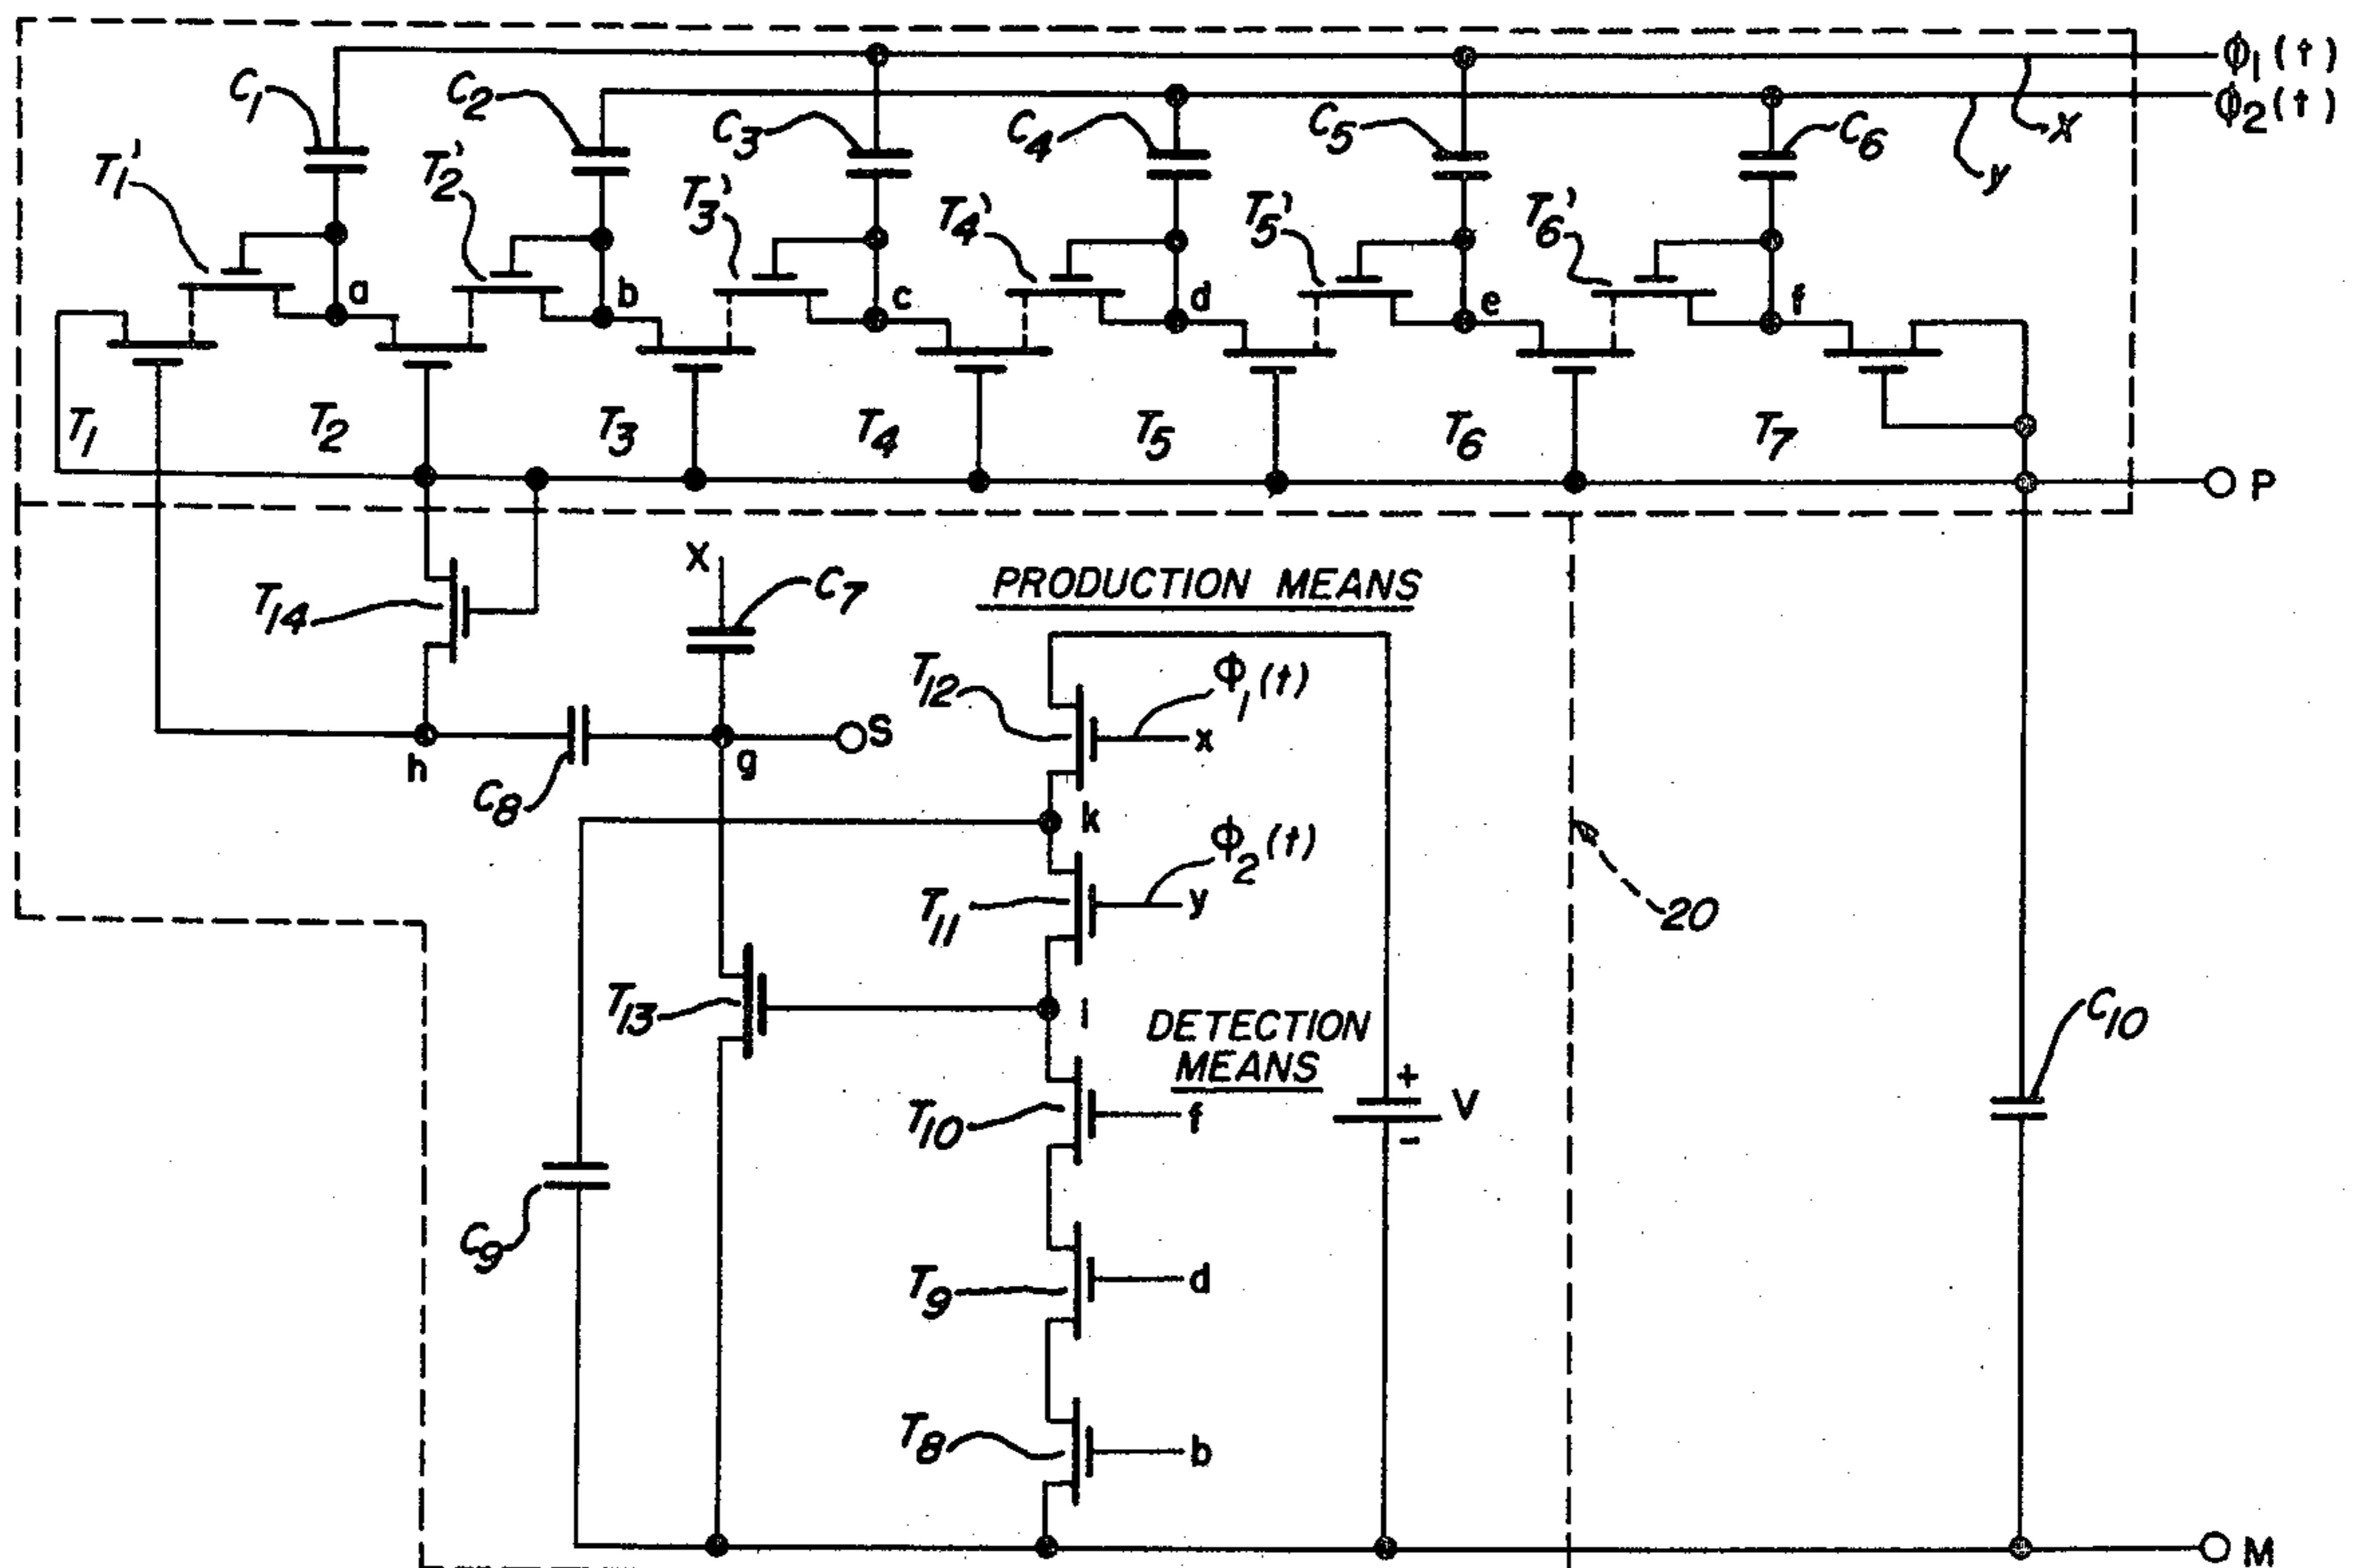 ϕ1(t)
ϕ2(t)
x
y
C1
C2
C3
C4
C5
C6
T1'
T2'
T3'
T4'
T5'
T6'
a
b
c
d
e
f
T1
T2
T3
T4
T5
T6
T7
P
T14
X
C7
PRODUCTION MEANS
T12
ϕ1(t)
x
S
h
g
C8
k
ϕ2(t)
T11
y
20
T13
l
DETECTION
MEANS
C10
+
V
-
T10
f
C9
T9
d
T8
b
M